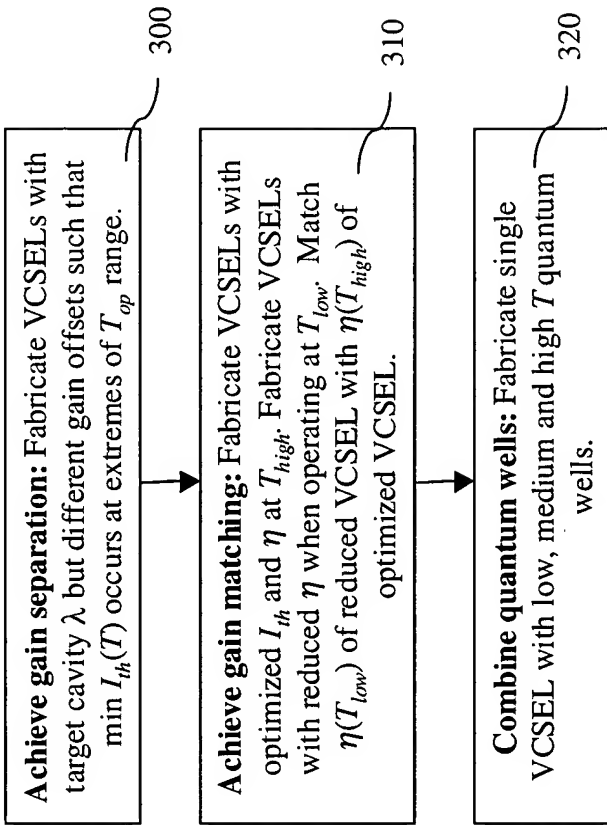 Achieve gain separation: Fabricate VCSELs with
target cavity λ but different gain offsets such that
min I_th(T) occurs at extremes of T_op range.
300
Achieve gain matching: Fabricate VCSELs with
optimized I_th and η at T_high. Fabricate VCSELs
with reduced η when operating at T_low. Match
η(T_low) of reduced VCSEL with η(T_high) of
optimized VCSEL.
310
Combine quantum wells: Fabricate single
VCSEL with low, medium and high T quantum
wells.
320